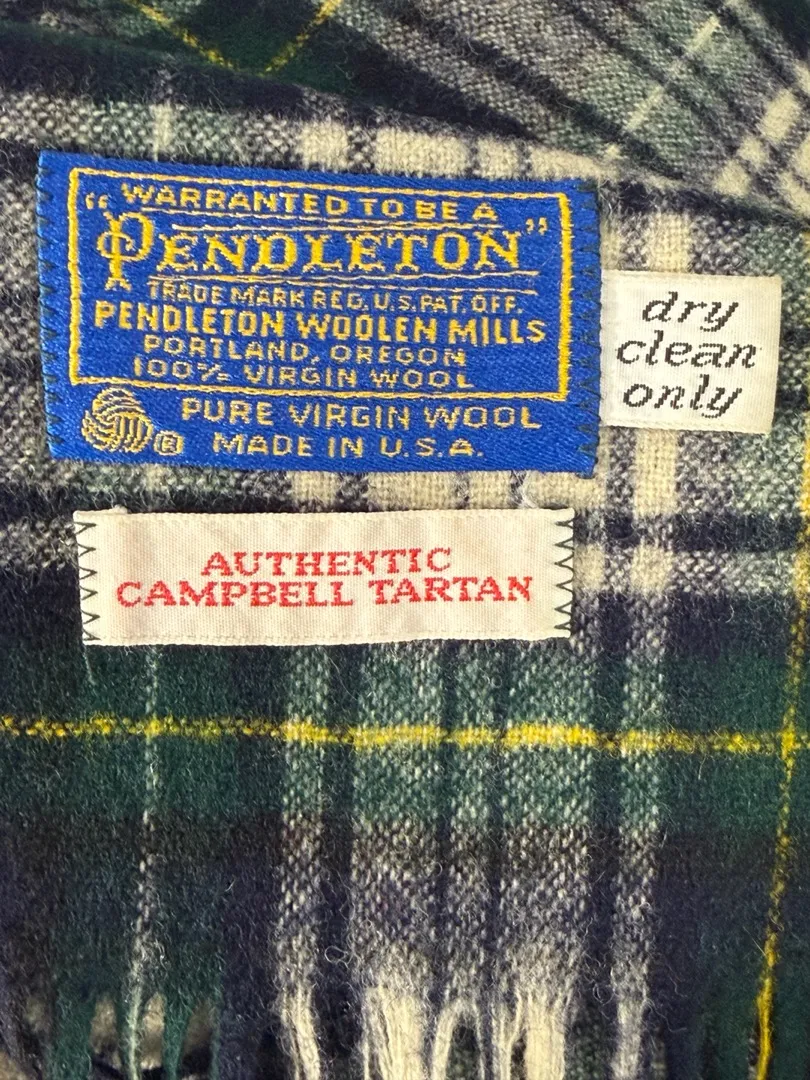 "WARRANTED TO BE A
PENDLETON"
TRADE MARK REG. U.S. PAT. OFF.
PENDLETON WOOLEN MILLS
PORTLAND, OREGON
100% VIRGIN WOOL
PURE VIRGIN WOOL
® MADE IN U.S.A.
dry
clean
only
AUTHENTIC
CAMPBELL TARTAN